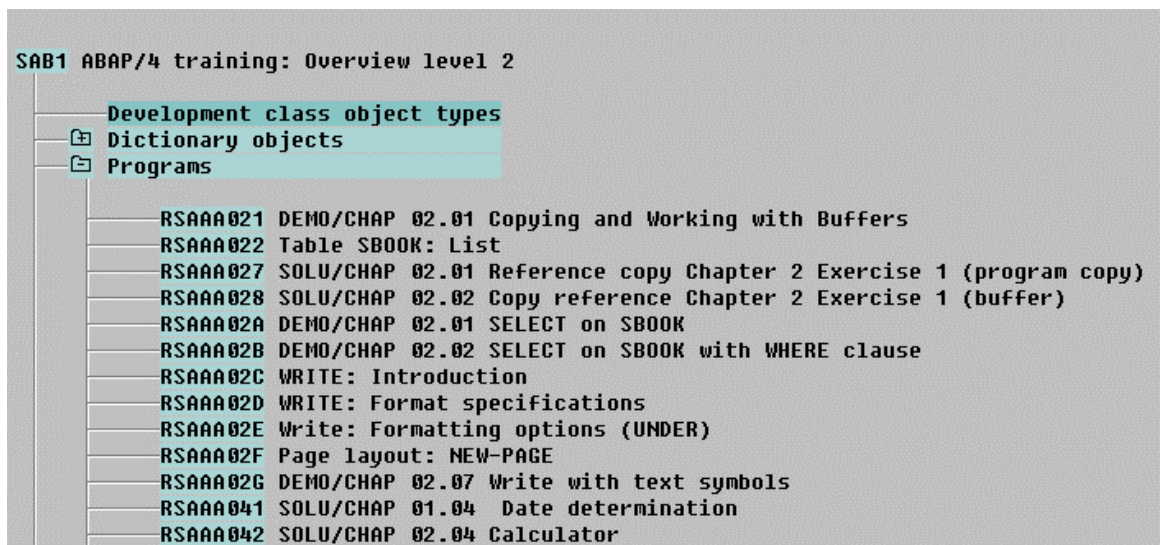 SAB1 ABAP/4 training: Overview level 2
Development class object types
Dictionary objects
Programs
RSAAA021 DEMO/CHAP 02.01 Copying and Working with Buffers
RSAAA022 Table SBOOK: List
RSAAA027 SOLU/CHAP 02.01 Reference copy Chapter 2 Exercise 1 (program copy)
RSAAA028 SOLU/CHAP 02.02 Copy reference Chapter 2 Exercise 1 (buffer)
RSAAA02A DEMO/CHAP 02.01 SELECT on SBOOK
RSAAA02B DEMO/CHAP 02.02 SELECT on SBOOK with WHERE clause
RSAAA02C WRITE: Introduction
RSAAA02D WRITE: Format specifications
RSAAA02E Write: Formatting options (UNDER)
RSAAA02F Page layout: NEW-PAGE
RSAAA02G DEMO/CHAP 02.07 Write with text symbols
RSAAA041 SOLU/CHAP 01.04  Date determination
RSAAA042 SOLU/CHAP 02.04 Calculator